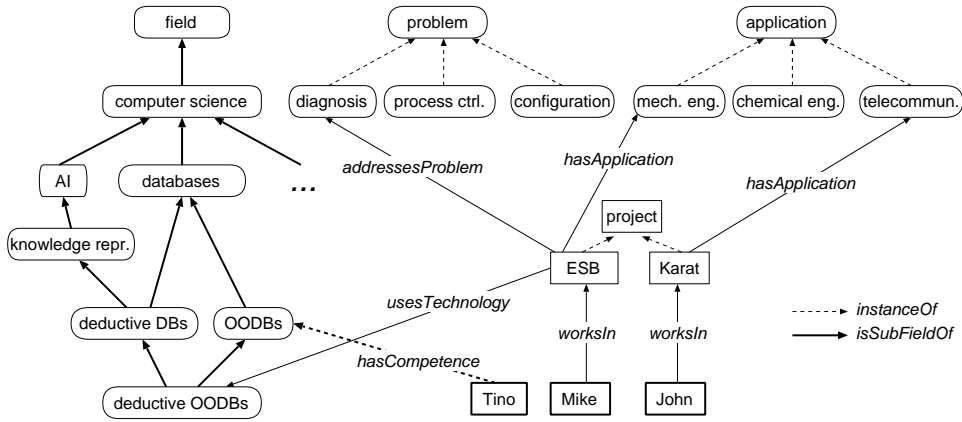 field
problem
application
computer science
diagnosis
process ctrl.
configuration
mech. eng.
chemical eng.
telecommun.
addressesProblem
hasApplication
hasApplication
AI
databases
...
project
knowledge repr.
ESB
Karat
usesTechnology
deductive DBs
OODBs
instanceOf
isSubFieldOf
worksIn
worksIn
hasCompetence
deductive OODBs
Tino
Mike
John